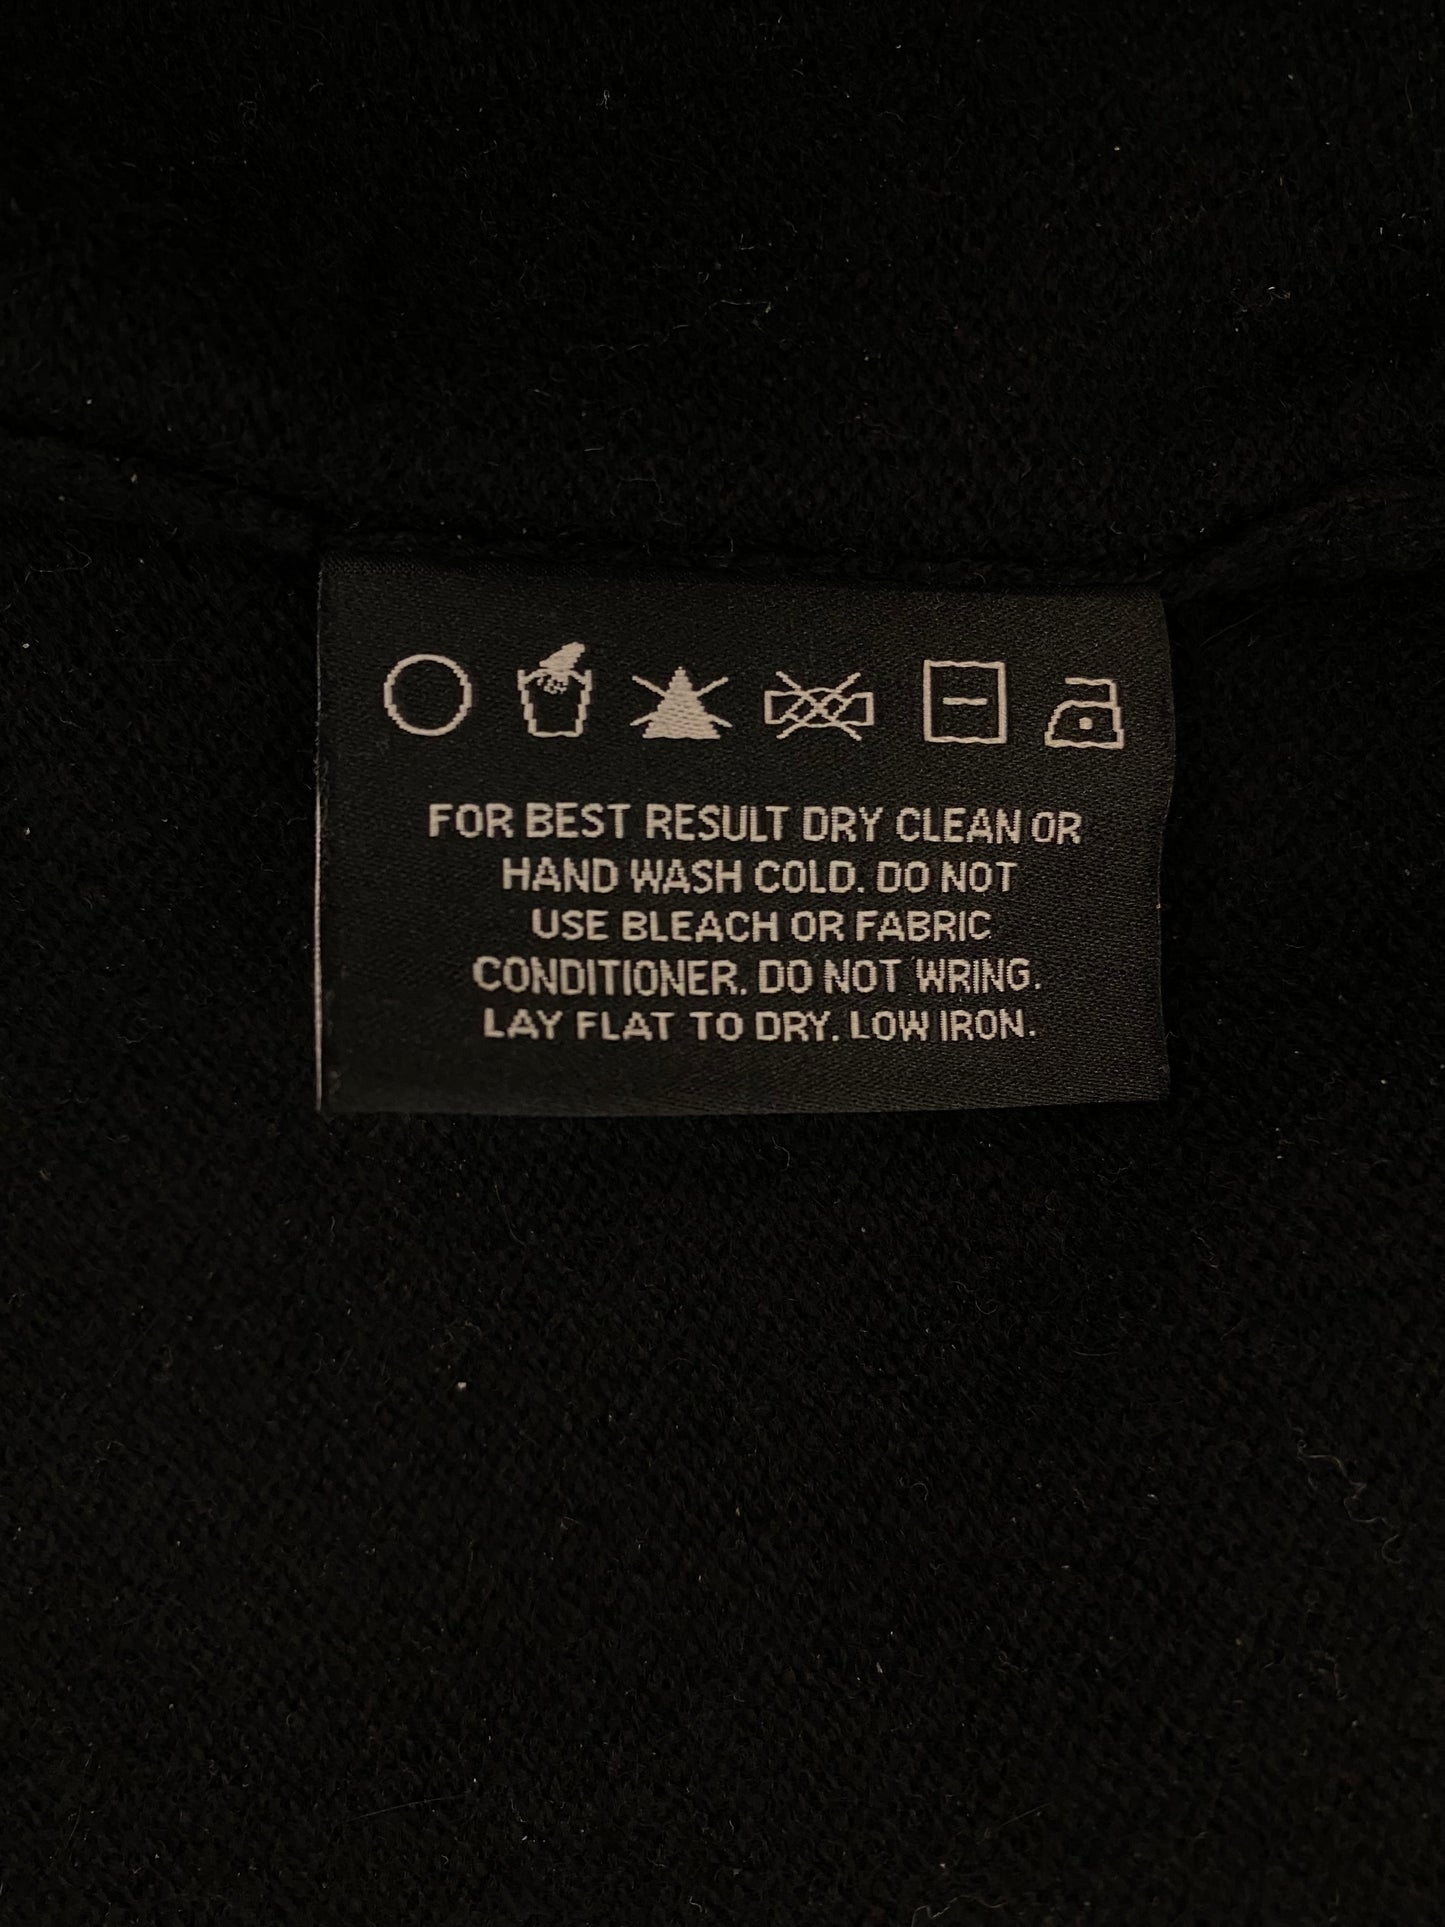 FOR BEST RESULT DRY CLEAN OR
HAND WASH COLD. DO NOT
USE BLEACH OR FABRIC
CONDITIONER. DO NOT WRING.
LAY FLAT TO DRY. LOW IRON.